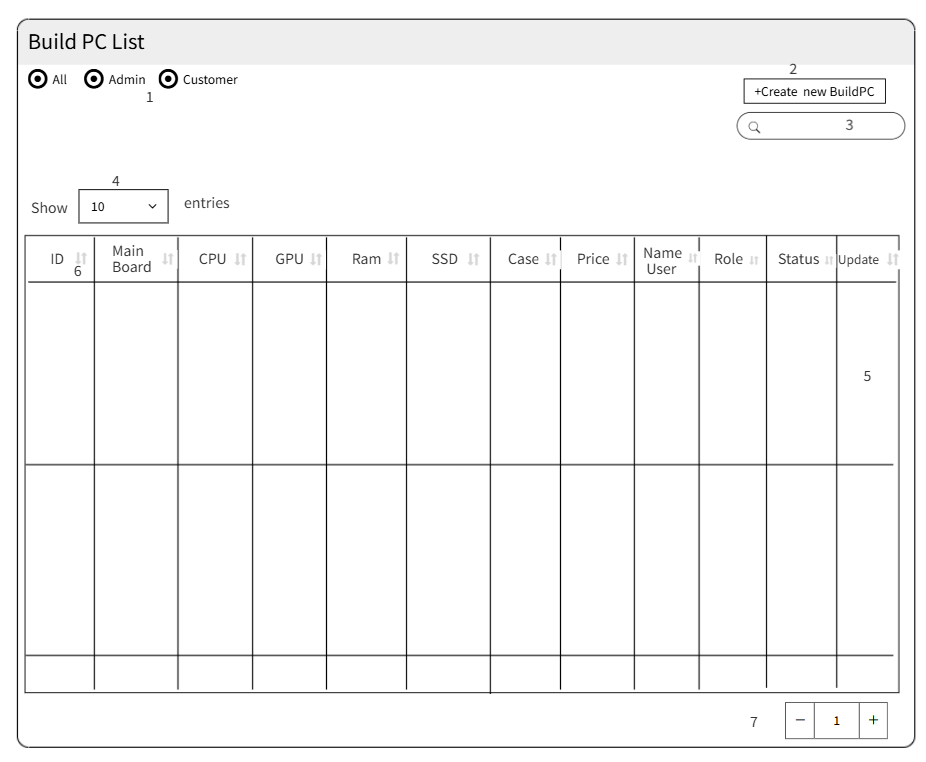 Build PC List
All Admin Customer
1
2
+Create new BuildPC
3
4
Show 10 entries
ID Main Board CPU GPU Ram SSD Case Price Name User Role Status Update
6
5
7 − 1 +